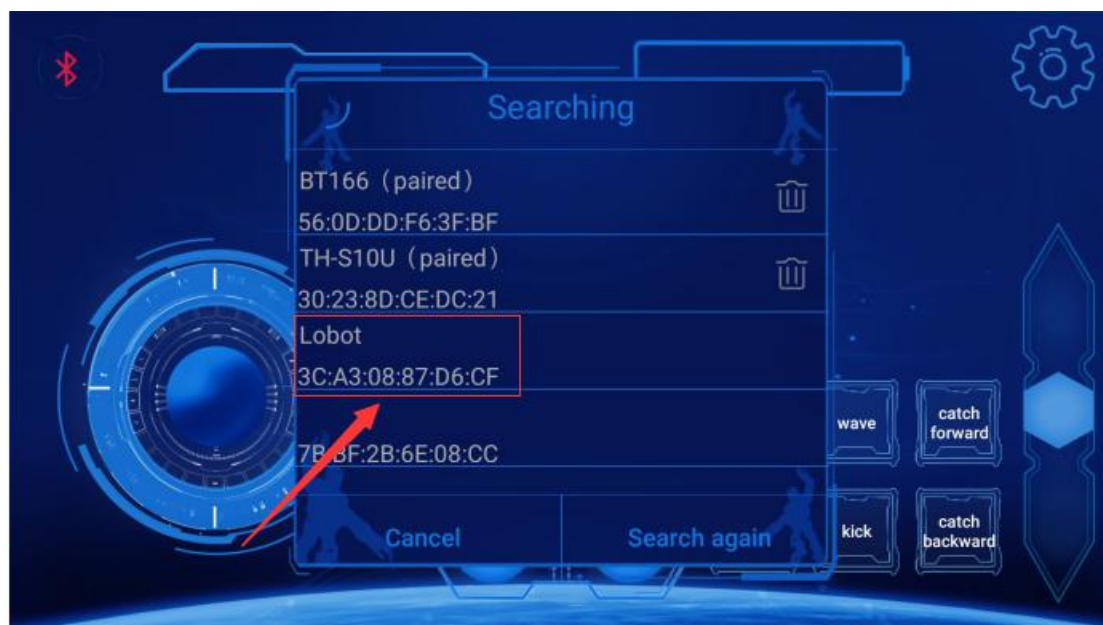 Searching
BT166（paired）
56:0D:DD:F6:3F:BF
TH-S10U（paired）
30:23:8D:CE:DC:21
Lobot
3C:A3:08:87:D6:CF
7B:BF:2B:6E:08:CC
Cancel
Search again
wave
catch
forward
kick
catch
backward